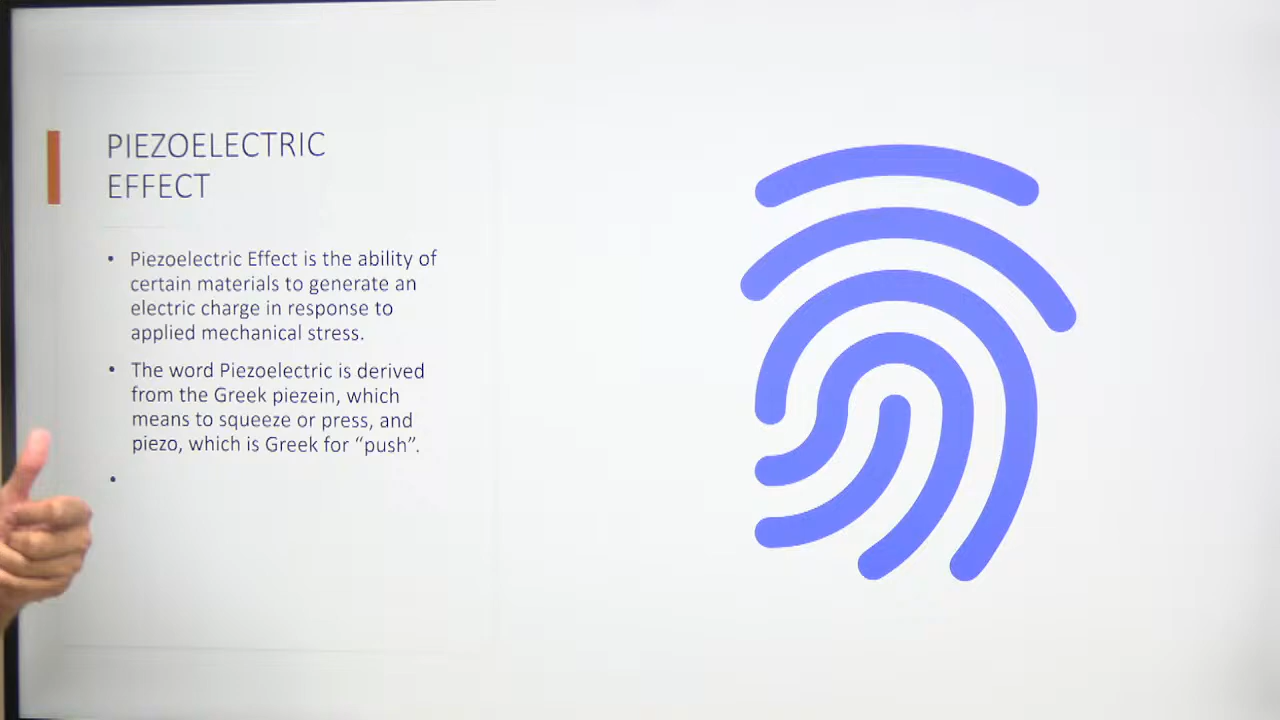 PIEZOELECTRIC
EFFECT
• Piezoelectric Effect is the ability of
certain materials to generate an
electric charge in response to
applied mechanical stress.
• The word Piezoelectric is derived
from the Greek piezein, which
means to squeeze or press, and
piezo, which is Greek for “push”.
•